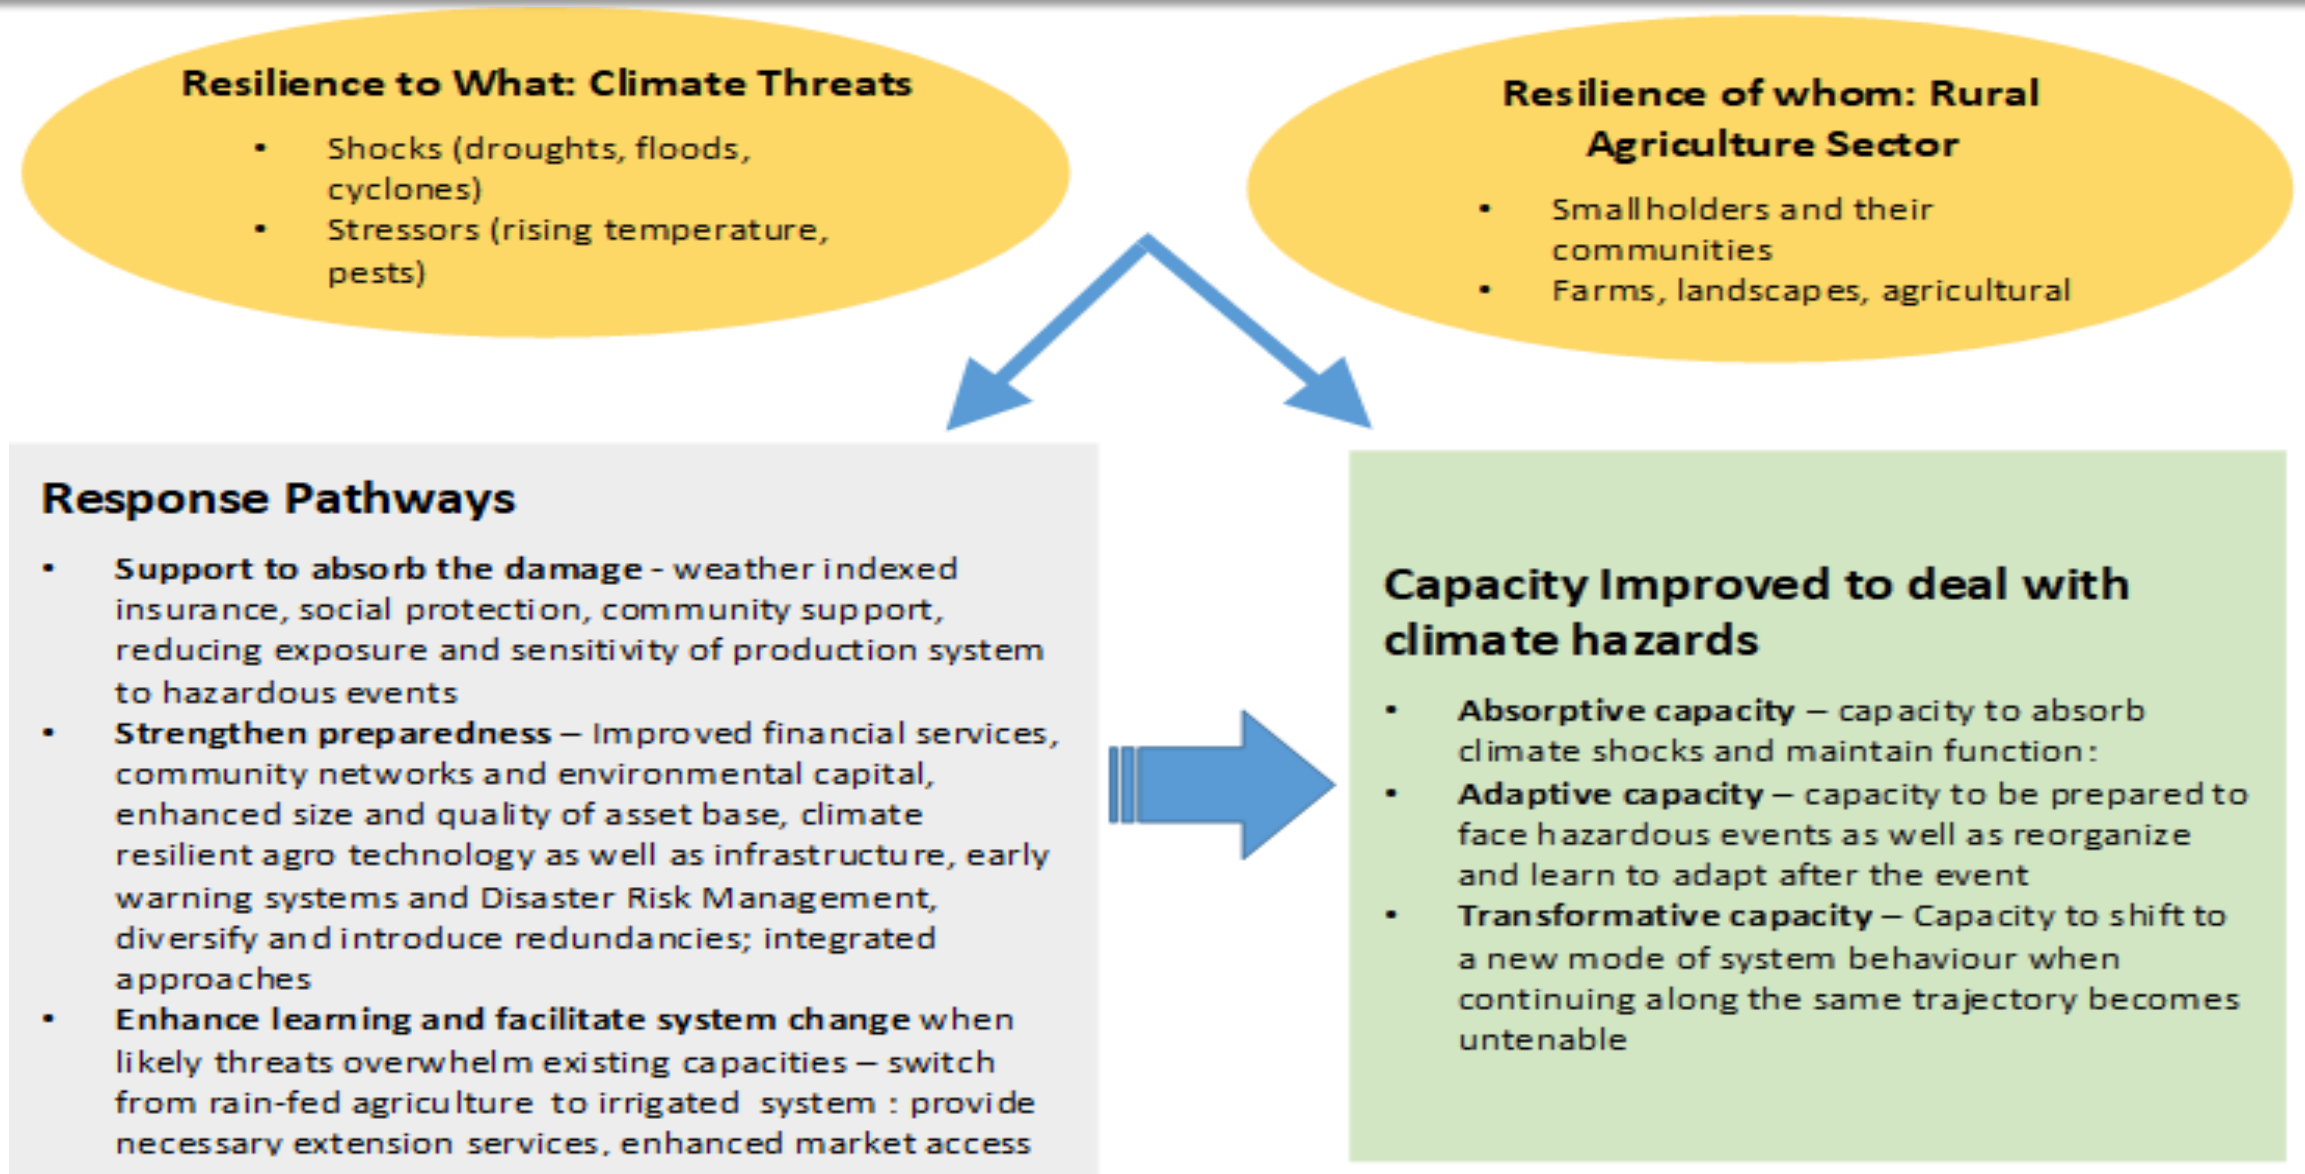 Resilience to What: Climate Threats
• Shocks (droughts, floods,
cyclones)
• Stressors (rising temperature,
pests)
Resilience of whom: Rural
Agriculture Sector
• Smallholders and their
communities
• Farms, landscapes, agricultural
Response Pathways
• Support to absorb the damage - weather indexed
insurance, social protection, community support,
reducing exposure and sensitivity of production system
to hazardous events
• Strengthen preparedness – Improved financial services,
community networks and environmental capital,
enhanced size and quality of asset base, climate
resilient agro technology as well as infrastructure, early
warning systems and Disaster Risk Management,
diversify and introduce redundancies; integrated
approaches
• Enhance learning and facilitate system change when
likely threats overwhelm existing capacities – switch
from rain-fed agriculture to irrigated system : provide
necessary extension services, enhanced market access
Capacity Improved to deal with
climate hazards
• Absorptive capacity – capacity to absorb
climate shocks and maintain function:
• Adaptive capacity – capacity to be prepared to
face hazardous events as well as reorganize
and learn to adapt after the event
• Transformative capacity – Capacity to shift to
a new mode of system behaviour when
continuing along the same trajectory becomes
untenable